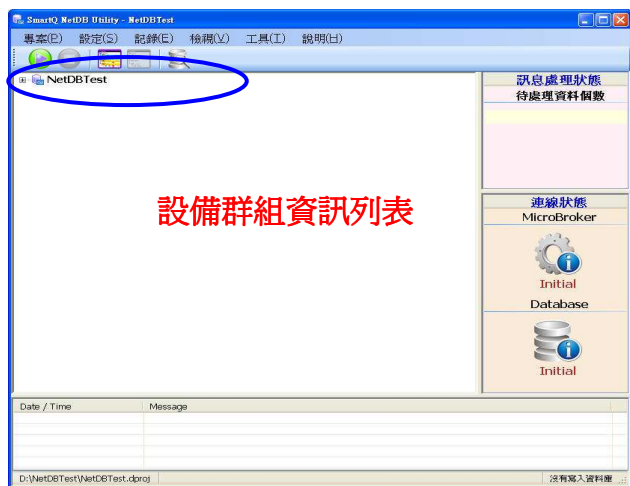 SmartQ NetDB Utility - NetDBTest
專案(P) 設定(S) 記錄(E) 檢視(V) 工具(I) 說明(H)
NetDBTest
設備群組資訊列表
訊息處理狀態
待處理資料個數
連線狀態
MicroBroker
Initial
Database
Initial
Date / Time Message
D:\NetDBTest\NetDBTest.dproj 沒有寫入資料庫